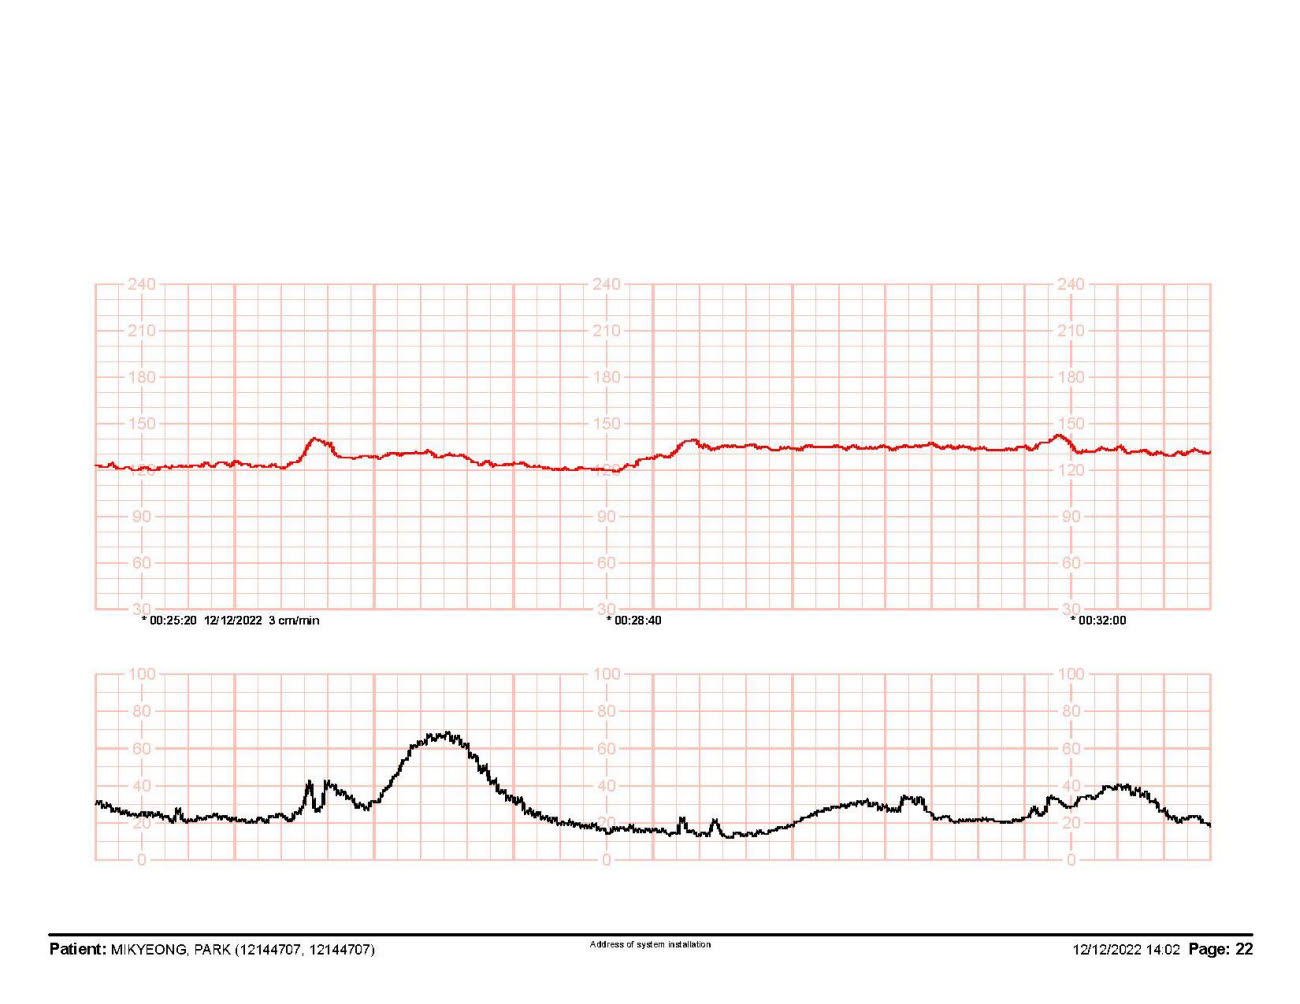 240 240 240
210 210 210
180 180 180
150 150 150
120 120 120
90 90 90
60 60 60
30 30 30
* 00:25:20 12/12/2022 3 cm/min * 00:28:40 * 00:32:00
100 100 100
80 80 80
60 60 60
40 40 40
20 20 20
0 0 0
Patient: MIKYEONG, PARK (12144707, 12144707) Address of system installation 12/12/2022 14:02 Page: 22